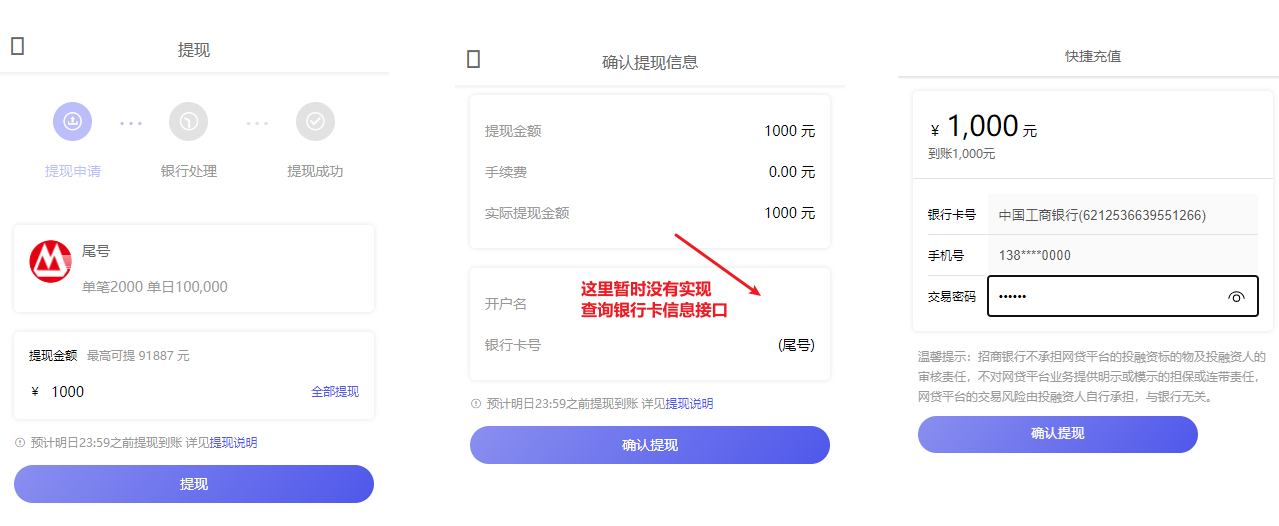 提现
提现申请
银行处理
提现成功
尾号
单笔2000 单日100,000
提现金额 最高可提 91887 元
￥ 1000 全部提现
预计明日23:59之前提现到账 详见提现说明
提现
确认提现信息
提现金额 1000 元
手续费 0.00 元
实际提现金额 1000 元
这里暂时没有实现
查询银行卡信息接口
开户名
银行卡号 (尾号)
预计明日23:59之前提现到账 详见提现说明
确认提现
快捷充值
￥ 1,000 元
到账1,000元
银行卡号 中国工商银行(6212536639551266)
手机号 138****0000
交易密码 ••••••
温馨提示：招商银行不承担网贷平台的投融资标的物及投融资人的
审核责任，不对网贷平台业务提供明示或模示的担保或连带责任，
网贷平台的交易风险由投融资人自行承担，与银行无关。
确认提现